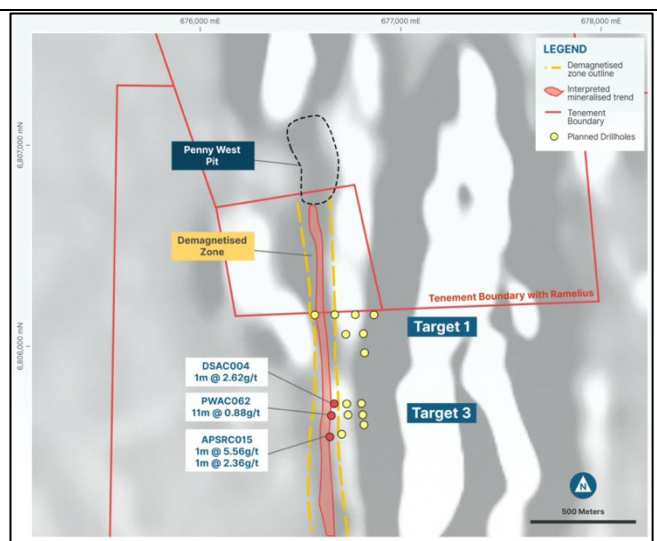 676,000 mE
677,000 mE
678,000 mE
LEGEND
Demagnetised
zone outline
Interpreted
mineralised trend
Tenement
Boundary
Planned Drillholes
6,807,000 mN
Penny West
Pit
Demagnetised
Zone
Tenement Boundary with Ramelius
Target 1
6,806,000 mN
DSAC004
1m @ 2.62g/t
PWAC062
11m @ 0.88g/t
Target 3
APSRC015
1m @ 5.56g/t
1m @ 2.36g/t
N
500 Meters